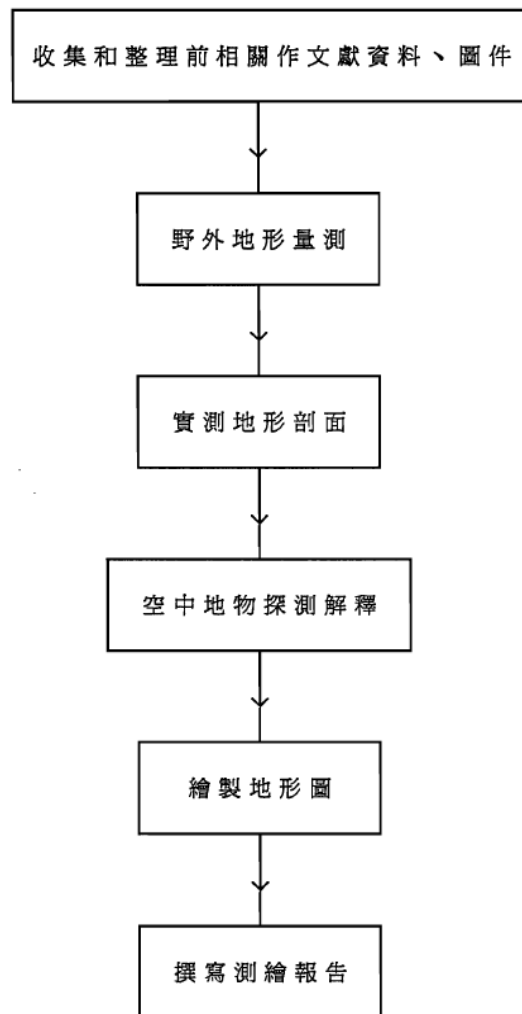 收集和整理前相關作文獻資料、圖件
野外地形量測
實測地形剖面
空中地物探測解釋
繪製地形圖
撰寫測繪報告